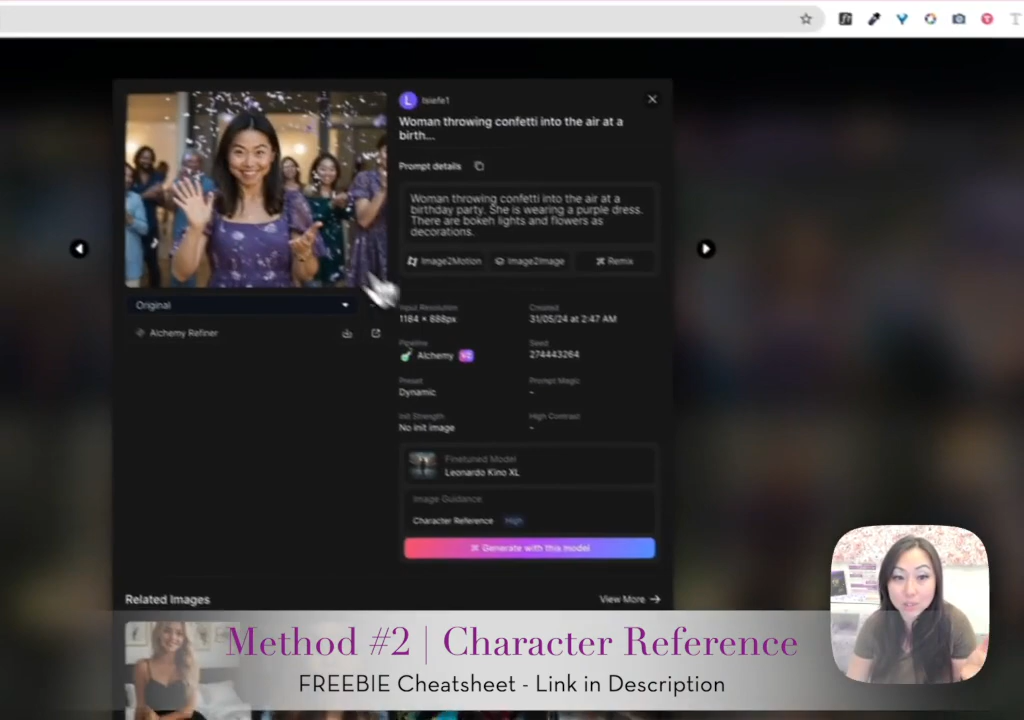 L
lsiefe1
Woman throwing confetti into the air at a
birth...
Prompt details
Woman throwing confetti into the air at a
birthday party. She is wearing a purple dress.
There are bokeh lights and flowers as
decorations.
Image2Motion Image2Image Remix
Original
Alchemy Refiner
Input Resolution
1184 × 888px
Created
31/05/24 at 2:47 AM
Pipeline
Alchemy V2
Seed
274443264
Preset
Dynamic
Prompt Magic
-
Init Strength
No init image
High Contrast
-
Finetuned Model
Leonardo Kino XL
Image Guidance
Character Reference High
Generate with this model
Related Images
View More
Method #2 | Character Reference
FREEBIE Cheatsheet - Link in Description